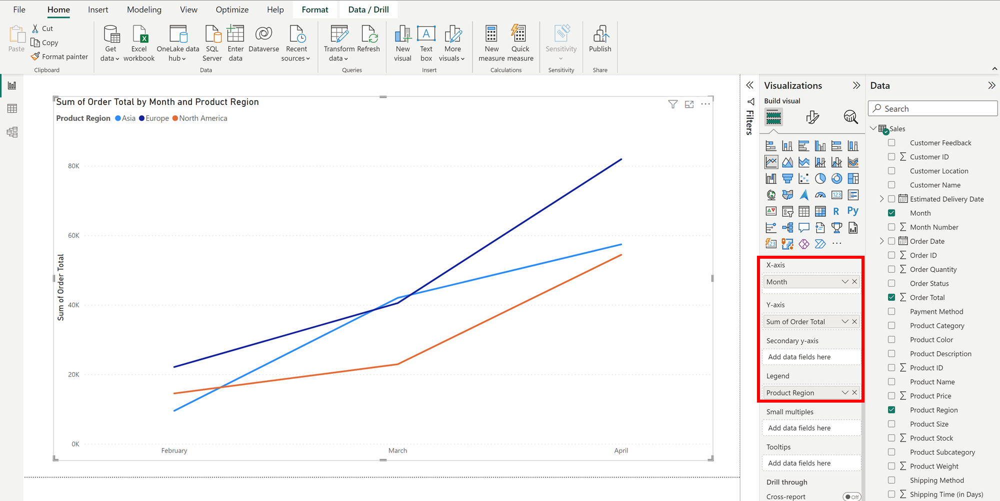 File Home Insert Modeling View Optimize Help Format Data / Drill
Paste
Cut
Copy
Format painter
Clipboard
Get data
Excel workbook
OneLake data hub
SQL Server
Enter data
Dataverse
Recent sources
Data
Transform data
Refresh
Queries
New visual
Text box
More visuals
Insert
New measure
Quick measure
Calculations
Sensitivity
Sensitivity
Publish
Share
Sum of Order Total by Month and Product Region
Product Region Asia Europe North America
Sum of Order Total
80K
60K
40K
20K
0K
February March April
Filters
Visualizations
Build visual
123
R
Py
123
X-axis
Month
Y-axis
Sum of Order Total
Secondary y-axis
Add data fields here
Legend
Product Region
Small multiples
Add data fields here
Tooltips
Add data fields here
Drill through
Cross-report Off
Data
Search
Sales
Customer Feedback
Customer ID
Customer Location
Customer Name
Estimated Delivery Date
Month
Month Number
Order Date
Order ID
Order Quantity
Order Status
Order Total
Payment Method
Product Category
Product Color
Product Description
Product ID
Product Name
Product Price
Product Region
Product Size
Product Stock
Product Subcategory
Product Weight
Shipping Method
Shipping Time (in Days)